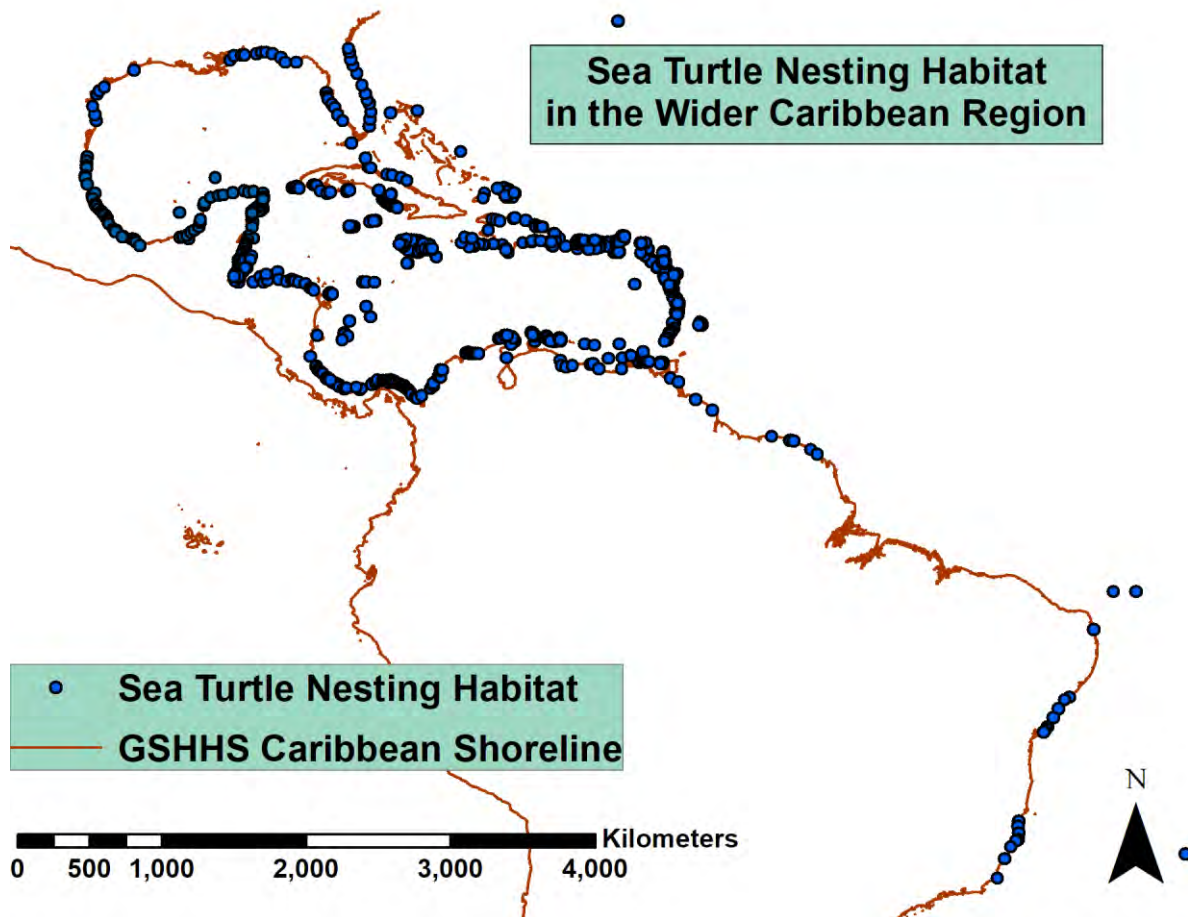 Sea Turtle Nesting Habitat
in the Wider Caribbean Region
Sea Turtle Nesting Habitat
GSHHS Caribbean Shoreline
N
Kilometers
0 500 1,000 2,000 3,000 4,000